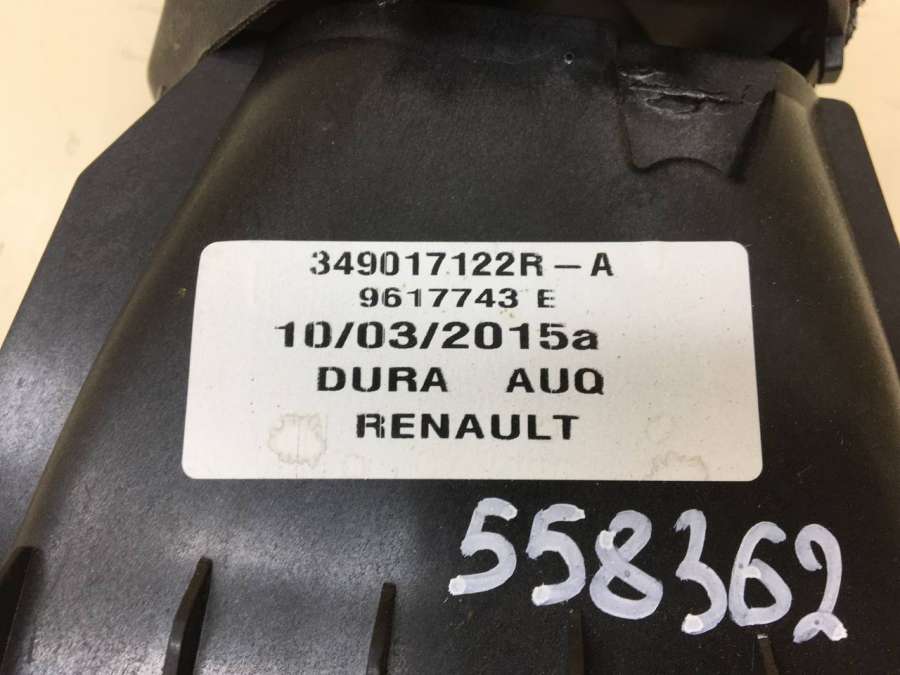 349017122R-A
9617743 E
10/03/2015a
DURA AUQ
RENAULT
558362